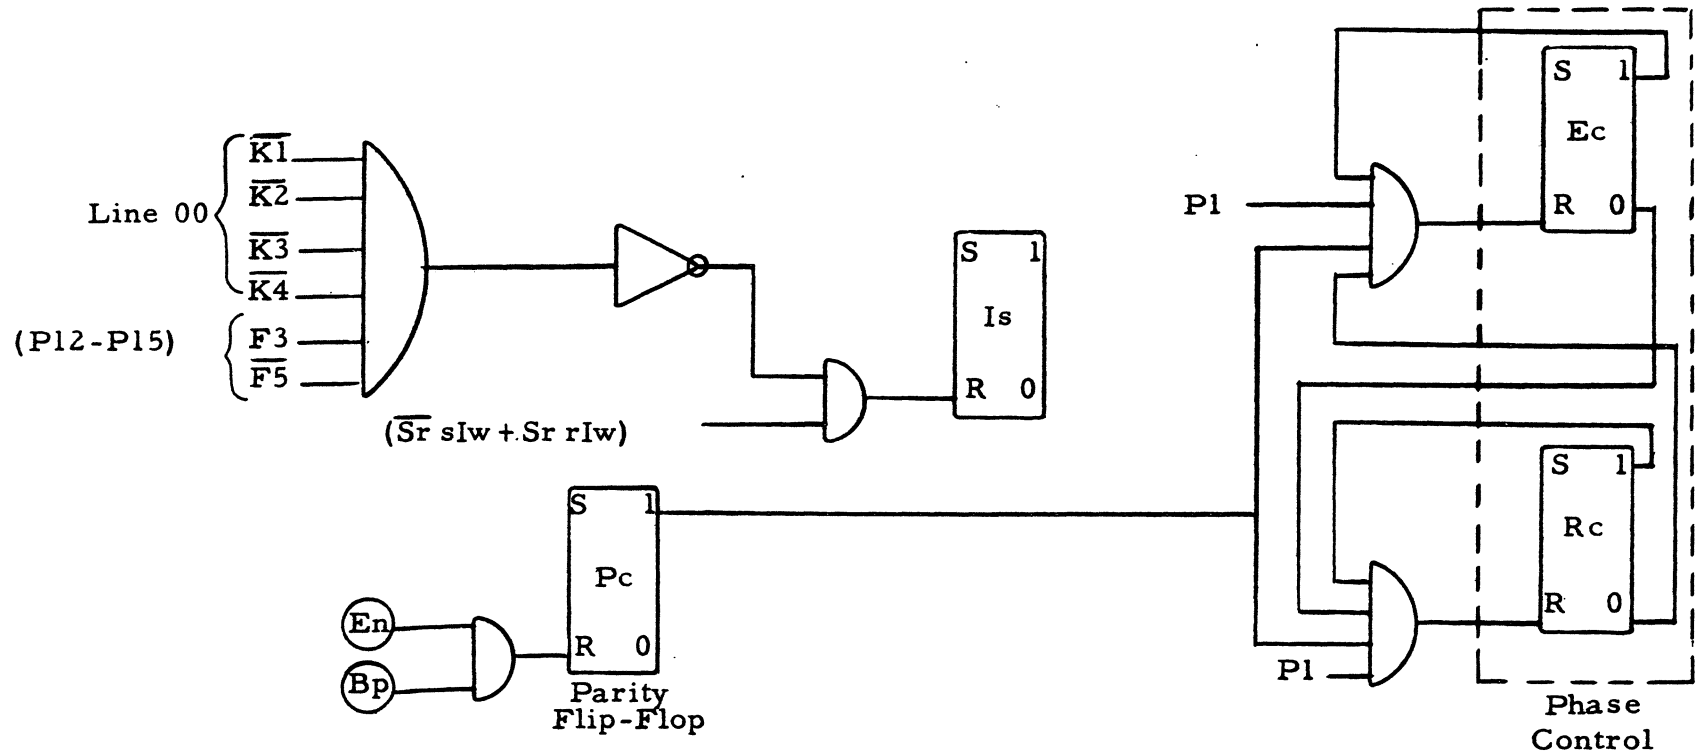 Line 00
K̅1̅
K̅2̅
K̅3̅
K̅4̅
(P12-P15)
F3
F̅5̅
(S̅r̅ sIw + Sr rIw)
S 1
Is
R 0
S 1
Pc
R 0
Parity
Flip-Flop
En
Bp
P1
S 1
Ec
R 0
S 1
Rc
R 0
P1
Phase
Control